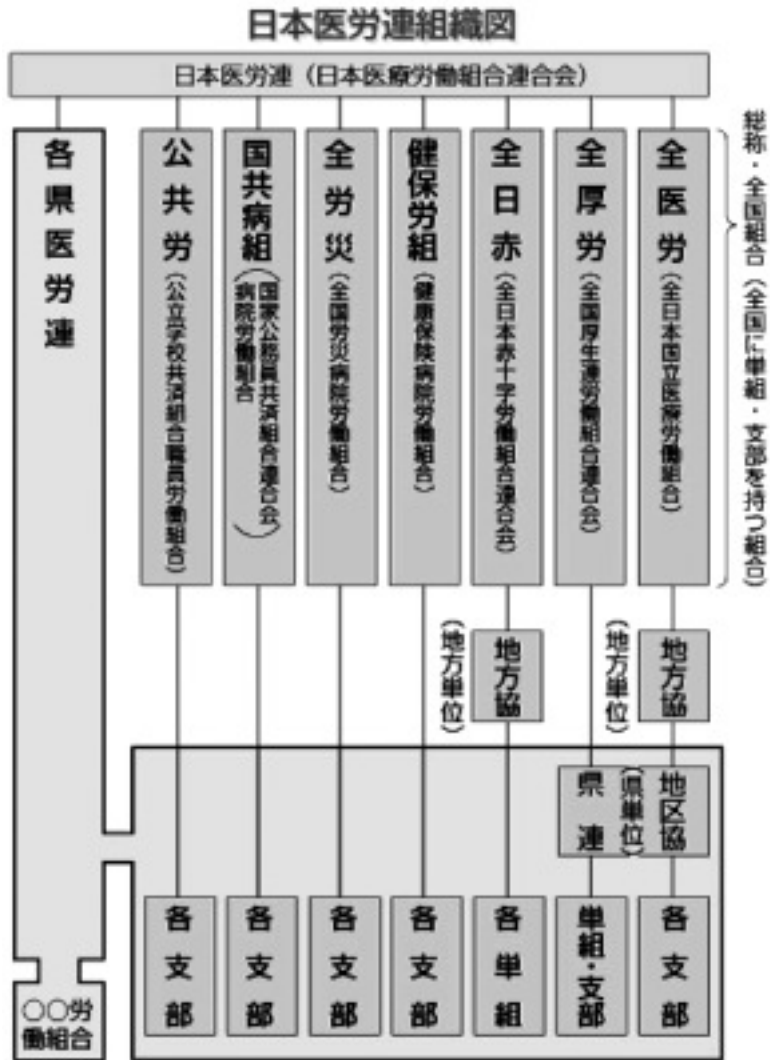 日本医労連組織図
日本医労連（日本医療労働組合連合会）
総称・全国組合（全国に単組・支部を持つ組合）
全医労（全日本国立医療労働組合）
全厚労（全国厚生連労働組合連合会）
全日赤（全日本赤十字労働組合連合会）
健保労組（健康保険病院労働組合）
全労災（全国労災病院労働組合）
国共病組（国家公務員共済組合連合会
病院労働組合）
公共労（公立学校共済組合職員労働組合）
各県医労連
地方協
（地方単位）
地方協
（地方単位）
地区協
（県単位）
県連
各支部
単組・支部
各単組
各支部
各支部
各支部
各支部
○○労
働組合